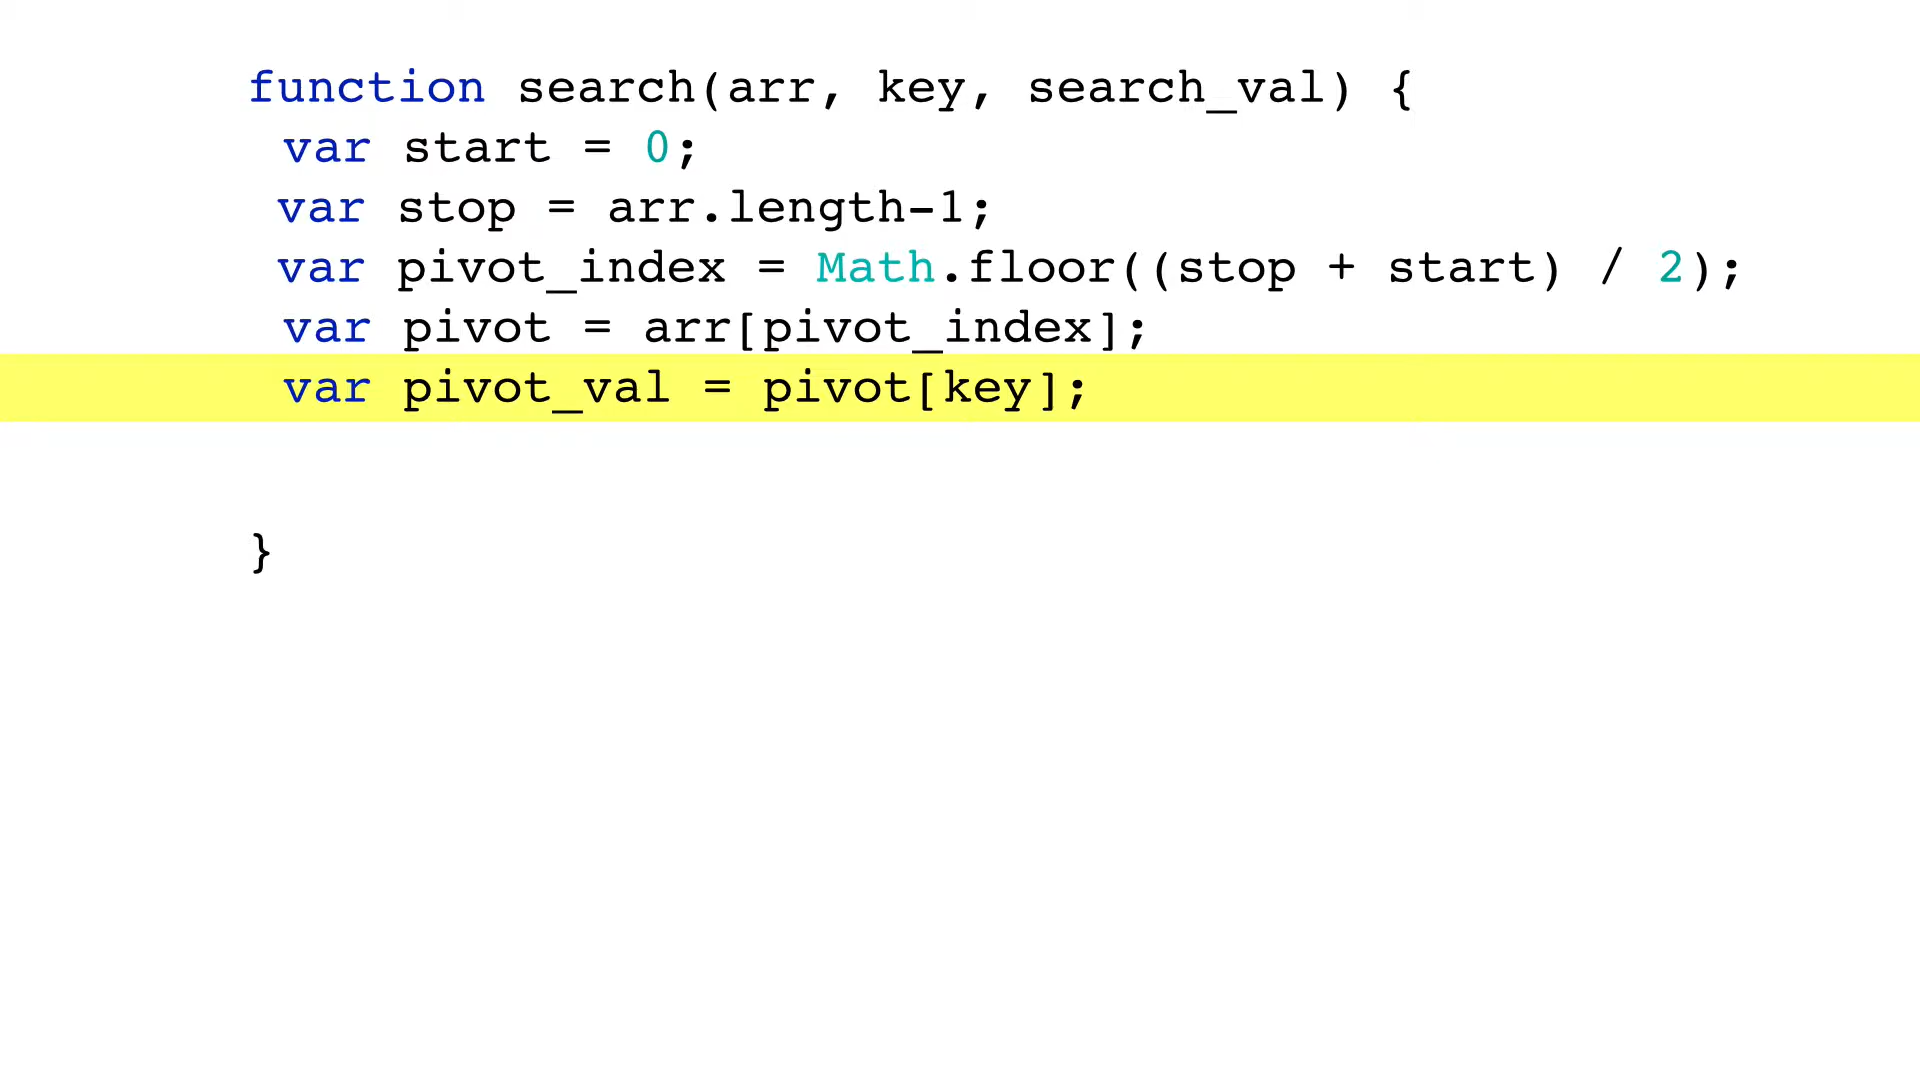 function search(arr, key, search_val) {
var start = 0;
var stop = arr.length-1;
var pivot_index = Math.floor((stop + start) / 2);
var pivot = arr[pivot_index];
var pivot_val = pivot[key];
}